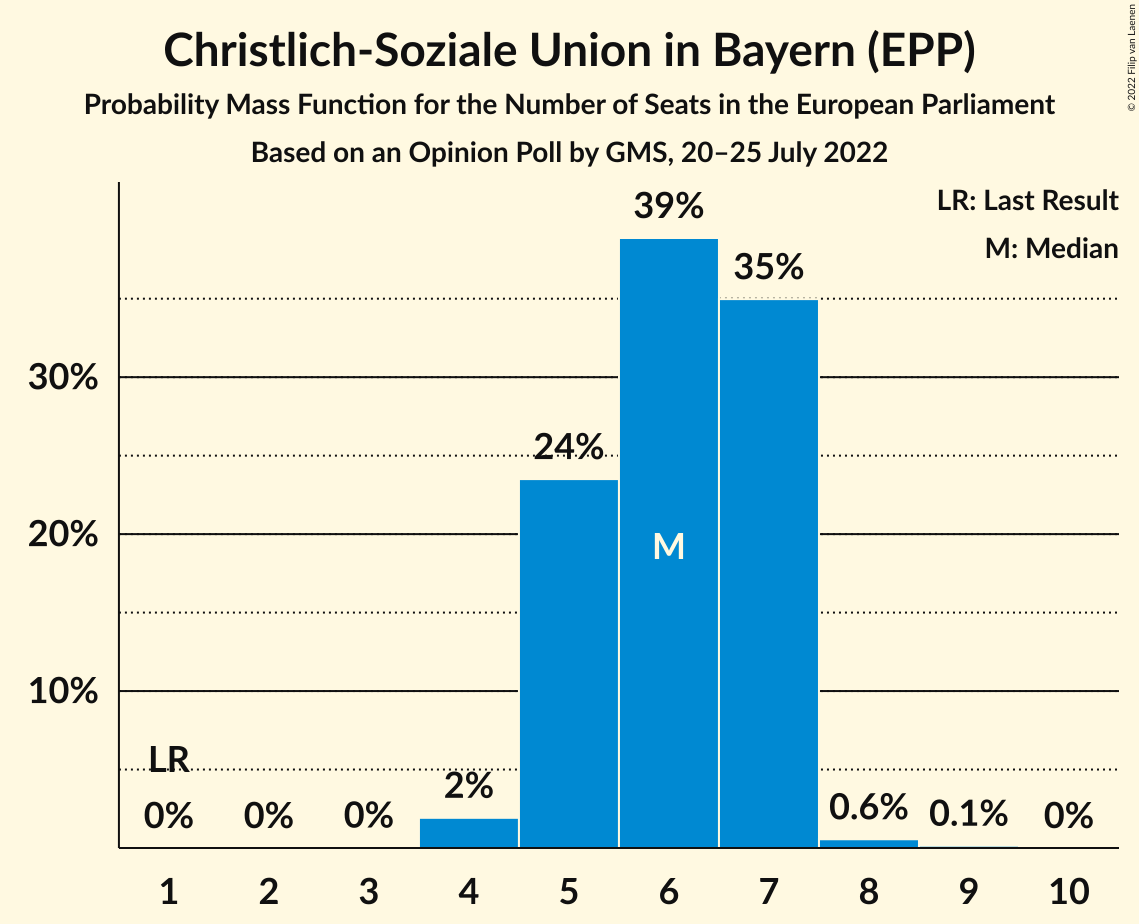 Christlich-Soziale Union in Bayern (EPP)
Probability Mass Function for the Number of Seats in the European Parliament
Based on an Opinion Poll by GMS, 20–25 July 2022
© 2022 Filip van Laenen
LR: Last Result
M: Median
39%
35%
30%
24%
20%
M
10%
LR
0%
0%
0%
2%
0.6%
0.1%
0%
1 2 3 4 5 6 7 8 9 10